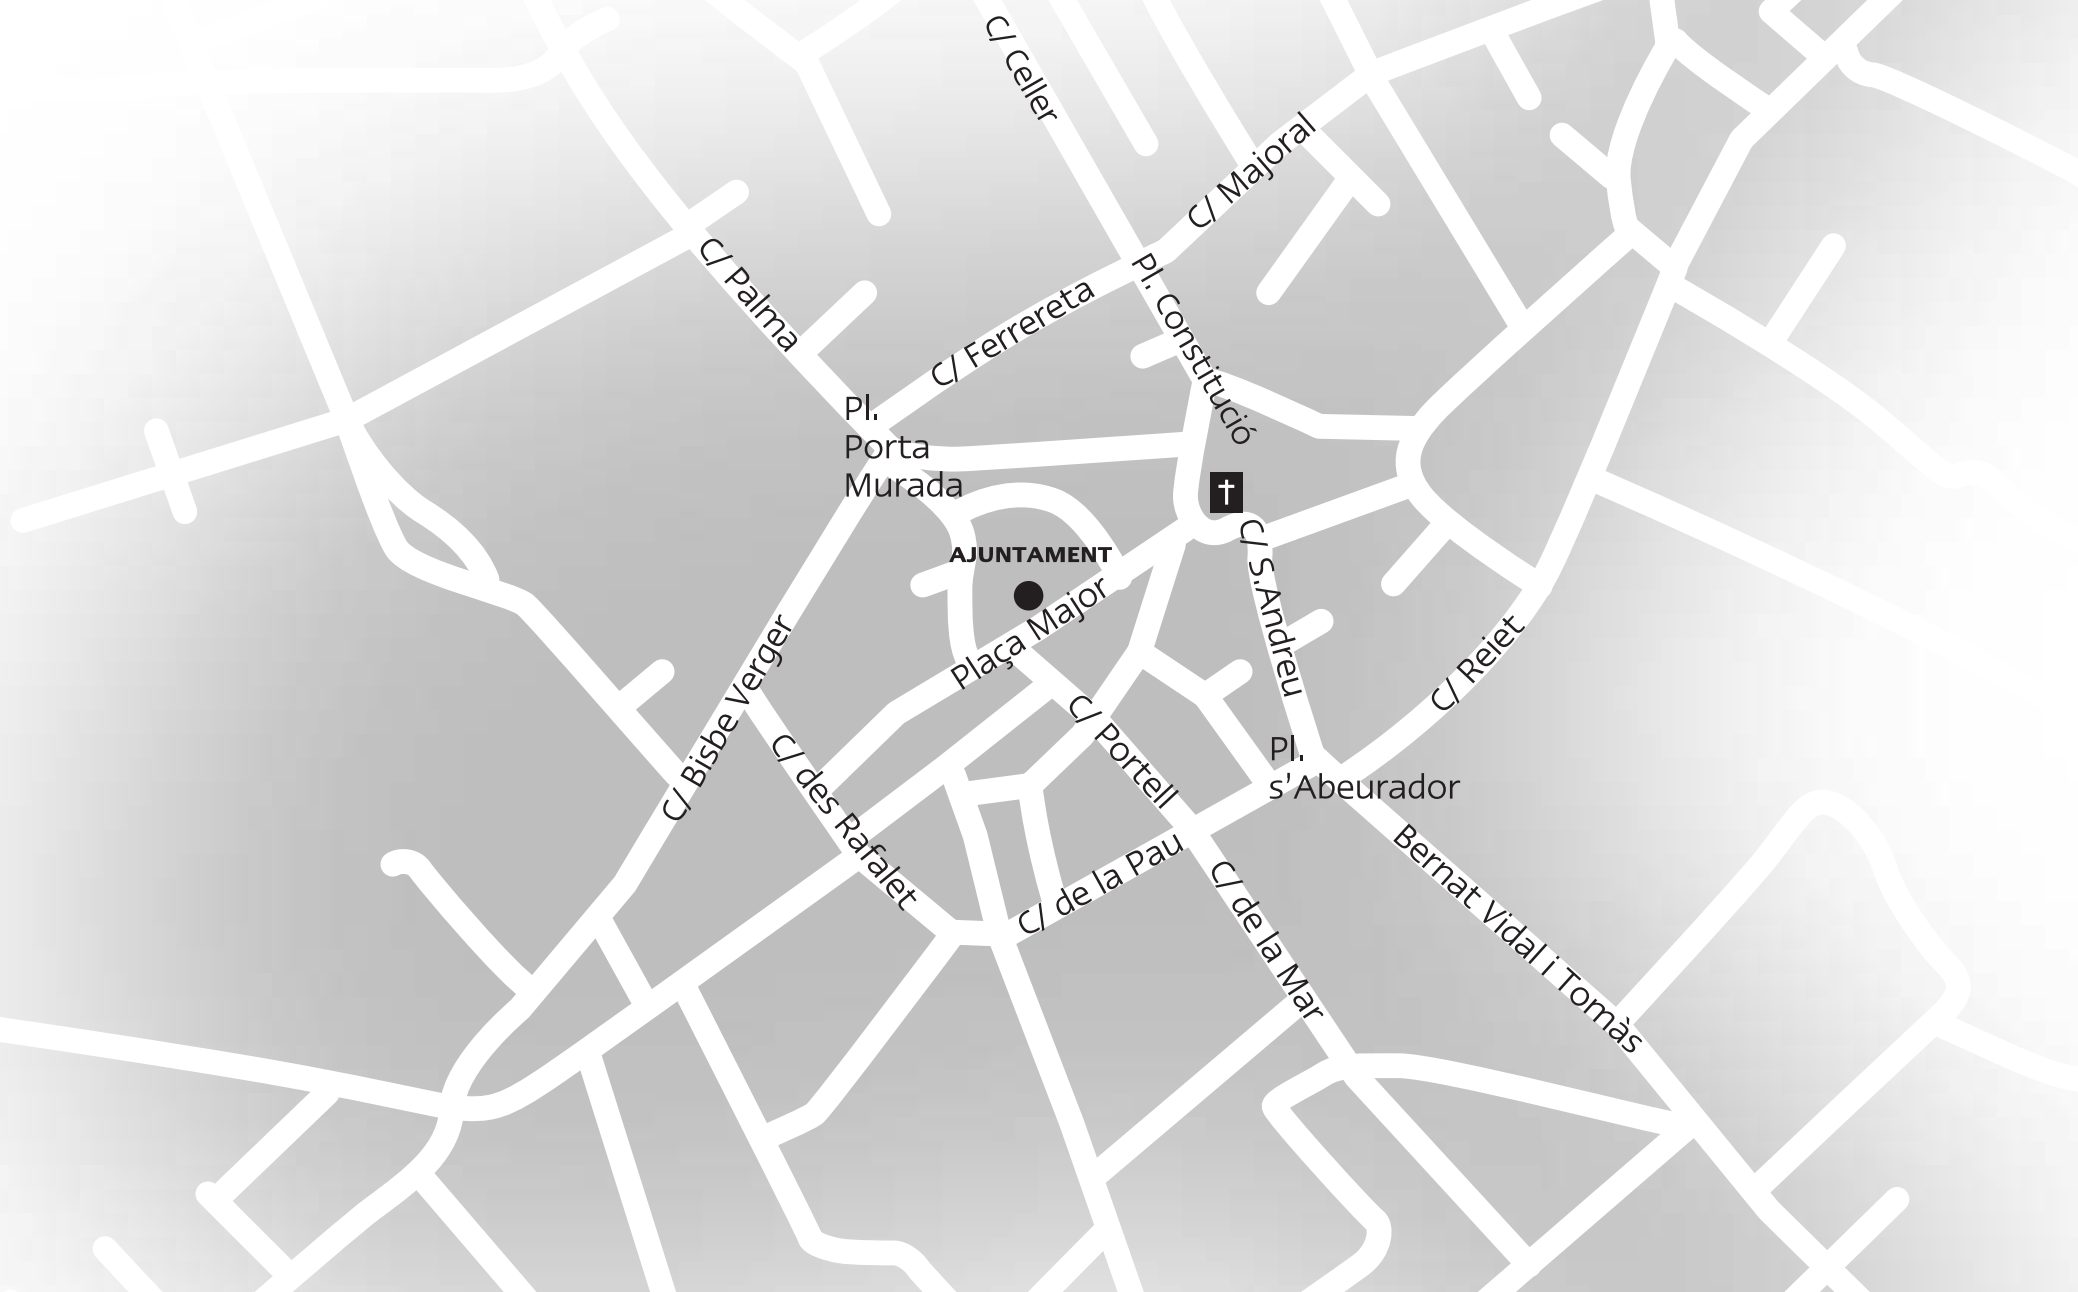 C/ Celler
C/ Majoral
C/ Palma
C/ Ferrereta
Pl. Constitució
Pl.
Porta
Murada
✝
AJUNTAMENT
C/ S.Andreu
Plaça Major
C/ Bisbe Verger
C/ Reiet
C/ Portell
C/ des Rafalet
Pl.
s’Abeurador
C/ de la Pau
Bernat Vidal i Tomàs
C/ de la Mar